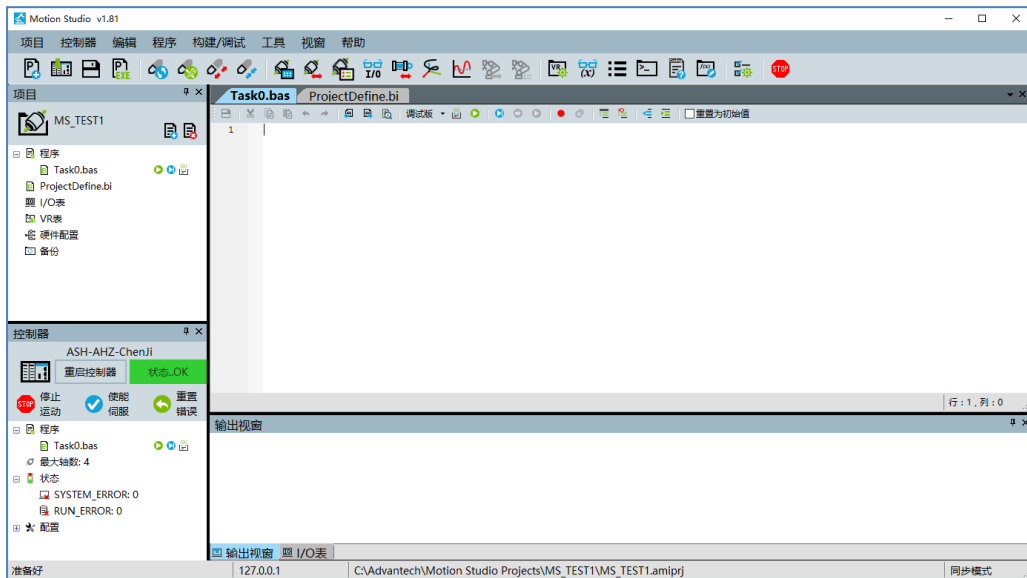 Motion Studio v1.81
项目 控制器 编辑 程序 构建/调试 工具 视窗 帮助
P P EXE I/O VR (x) f(x) STOP
项目
Task0.bas ProjectDefine.bi
调试版 重置为初始值
MS_TEST1
1
程序
Task0.bas
ProjectDefine.bi
I/O表
VR表
硬件配置
备份
控制器
ASH-AHZ-ChenJi
重启控制器 状态..OK
STOP 停止运动 使能伺服 重置错误
行:1,列:0
输出视窗
程序
Task0.bas
最大轴数: 4
状态
SYSTEM_ERROR: 0
RUN_ERROR: 0
配置
输出视窗 I/O表
准备好 127.0.0.1 C:\Advantech\Motion Studio Projects\MS_TEST1\MS_TEST1.amiprj 同步模式